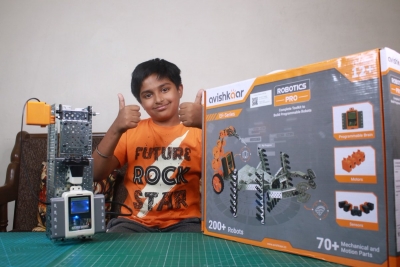 avishkaar
ROBOTICS
PRO
Programmable Brain
FUTURE
ROCK
STAR
200+ Robots
70+ Mechanical and
Motion Parts